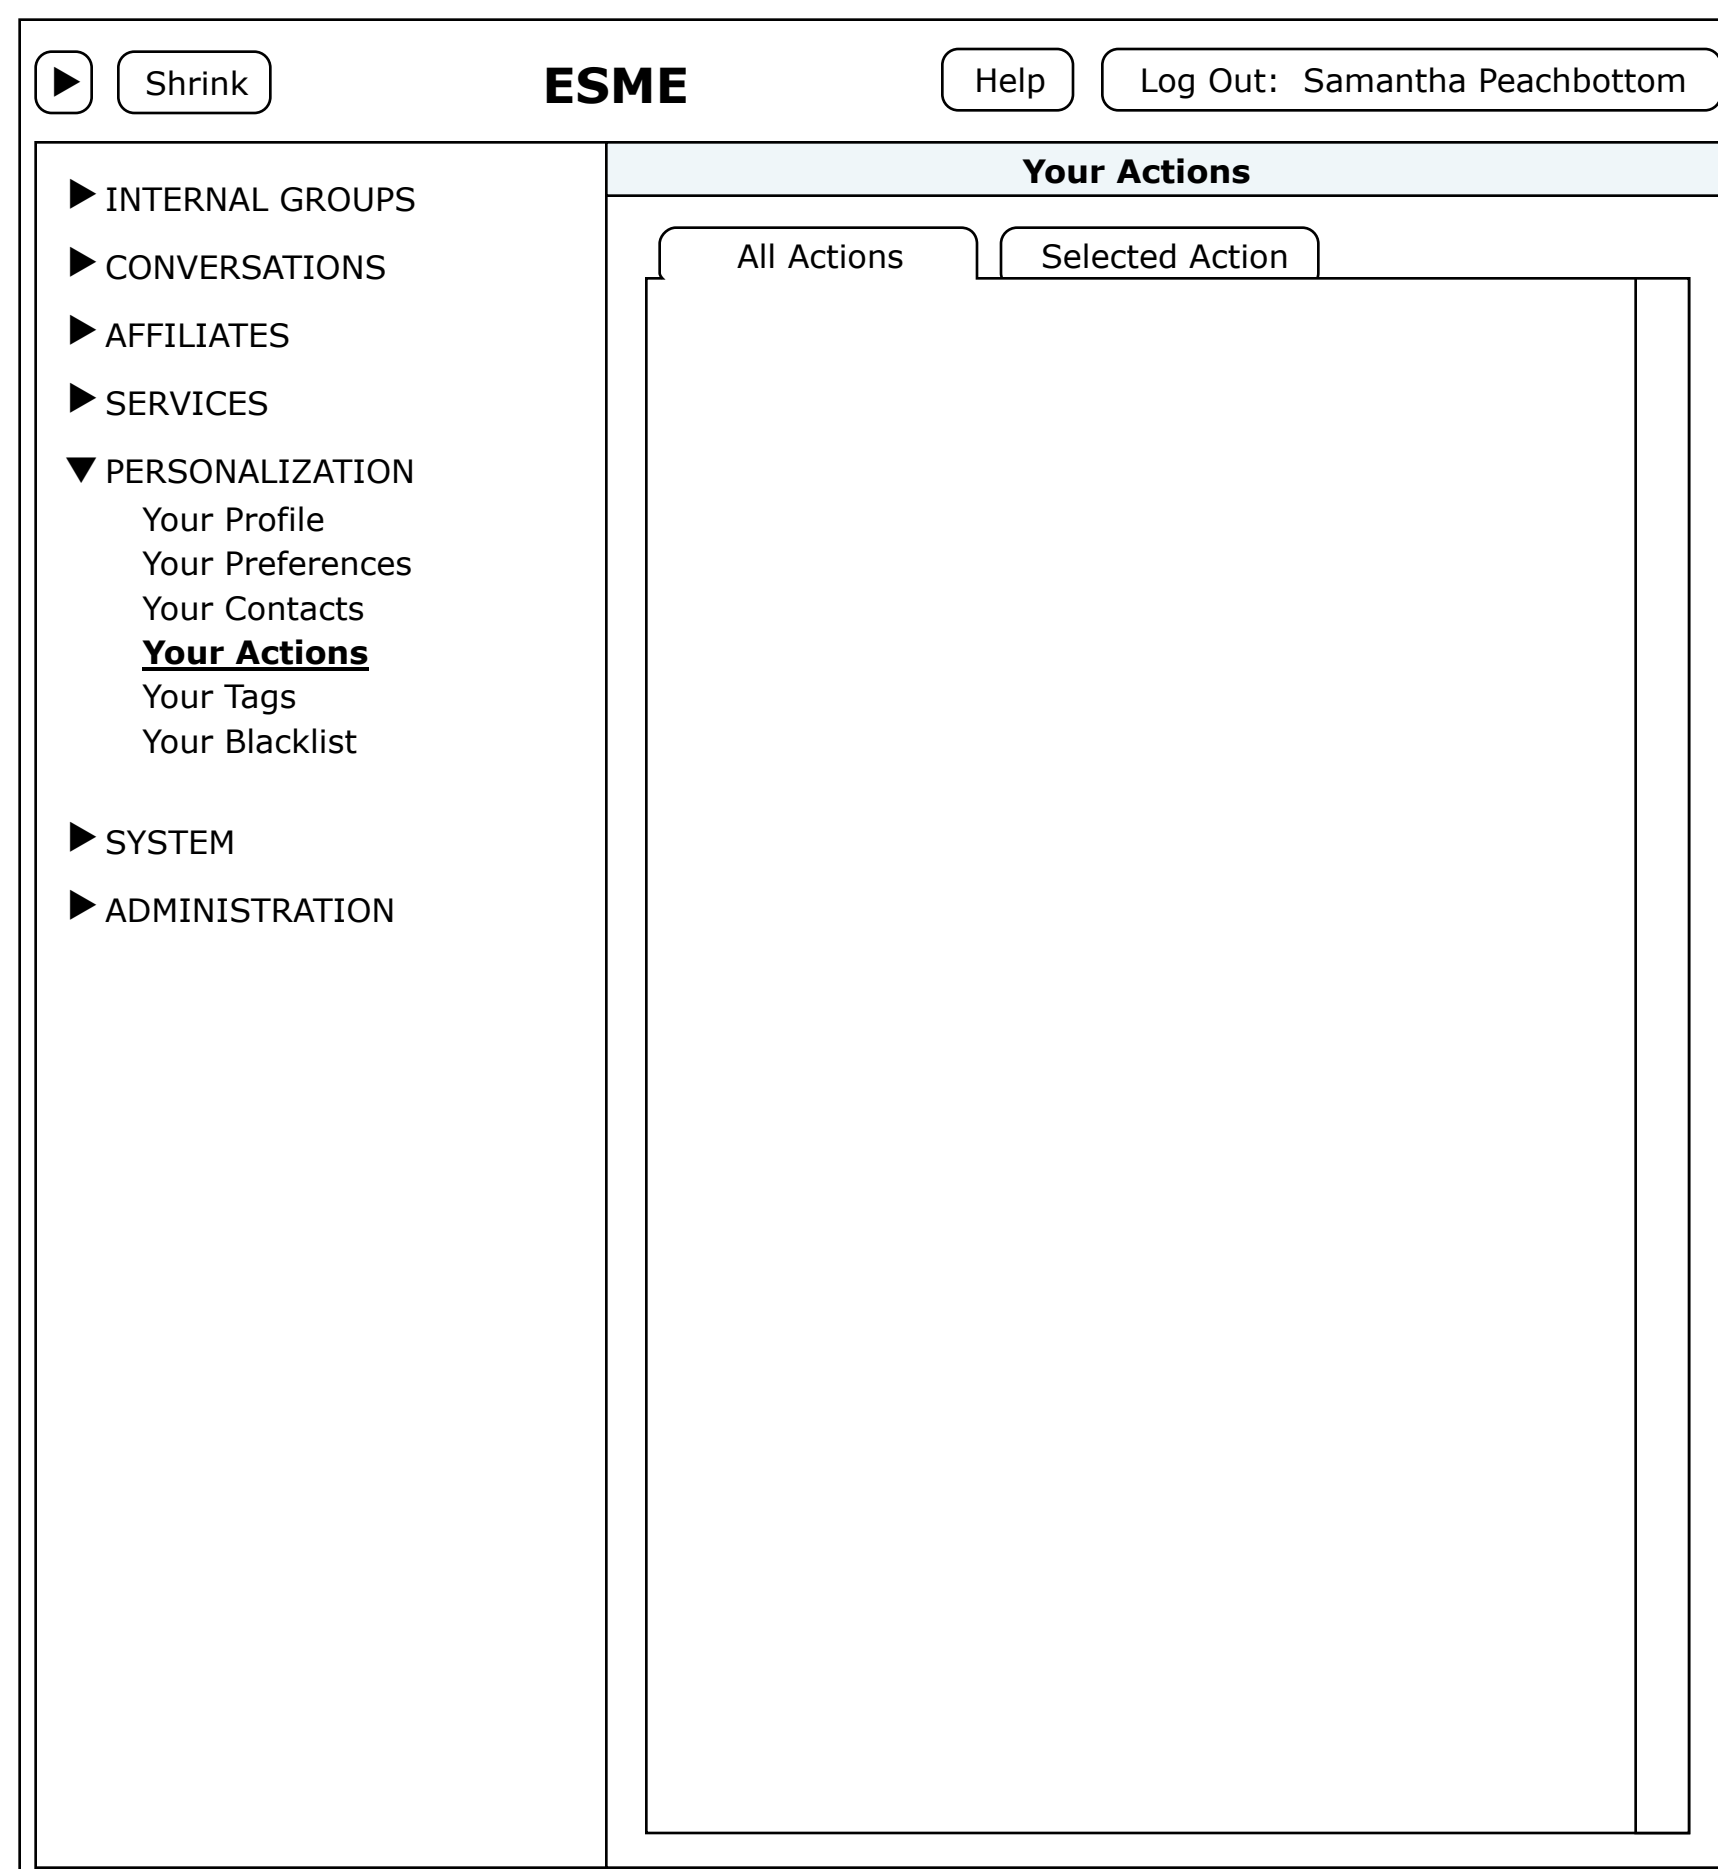 Shrink
ESME
Help
Log Out:  Samantha Peachbottom
Your Actions
All Actions
Selected Action
INTERNAL GROUPS
CONVERSATIONS
AFFILIATES
SERVICES
PERSONALIZATION
Your Profile
Your Preferences
Your Contacts
Your Actions
Your Tags
Your Blacklist
SYSTEM
ADMINISTRATION